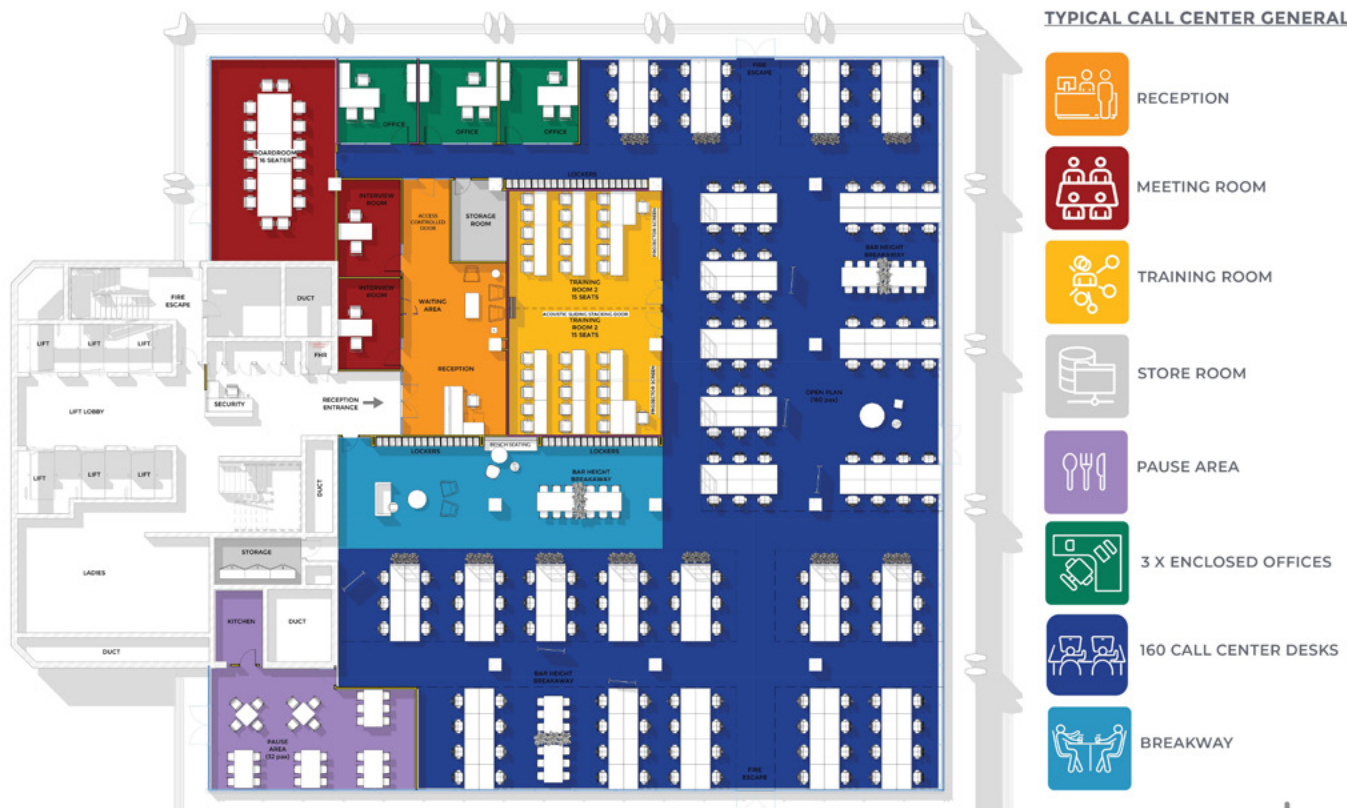 TYPICAL CALL CENTER GENERAL
RECEPTION
MEETING ROOM
TRAINING ROOM
STORE ROOM
PAUSE AREA
3 X ENCLOSED OFFICES
160 CALL CENTER DESKS
BREAKWAY
FIRE
ESCAPE
OFFICE
OFFICE
OFFICE
BOARDROOM
16 SEATER
LOCKERS
INTERVIEW
ROOM
ACCESS
CONTROLLED
DOOR
STORAGE
ROOM
PROJECTOR SCREEN
BAR HEIGHT
BREAKAWAY
FIRE
ESCAPE
DUCT
INTERVIEW
ROOM
WAITING
AREA
TRAINING
ROOM 2
15 SEATS
ACOUSTIC SLIDING STACKING DOOR
TRAINING
ROOM 2
15 SEATS
LIFT
LIFT
LIFT
FHR
RECEPTION
PROJECTOR SCREEN
OPEN PLAN
(160 pax)
SECURITY
RECEPTION
ENTRANCE
LIFT LOBBY
LOCKERS
BENCH SEATING
LOCKERS
LIFT
LIFT
LIFT
DUCT
BAR HEIGHT
BREAKAWAY
STORAGE
LADIES
KITCHEN
DUCT
DUCT
BAR HEIGHT
BREAKAWAY
PAUSE
AREA
(32 pax)
FIRE
ESCAPE